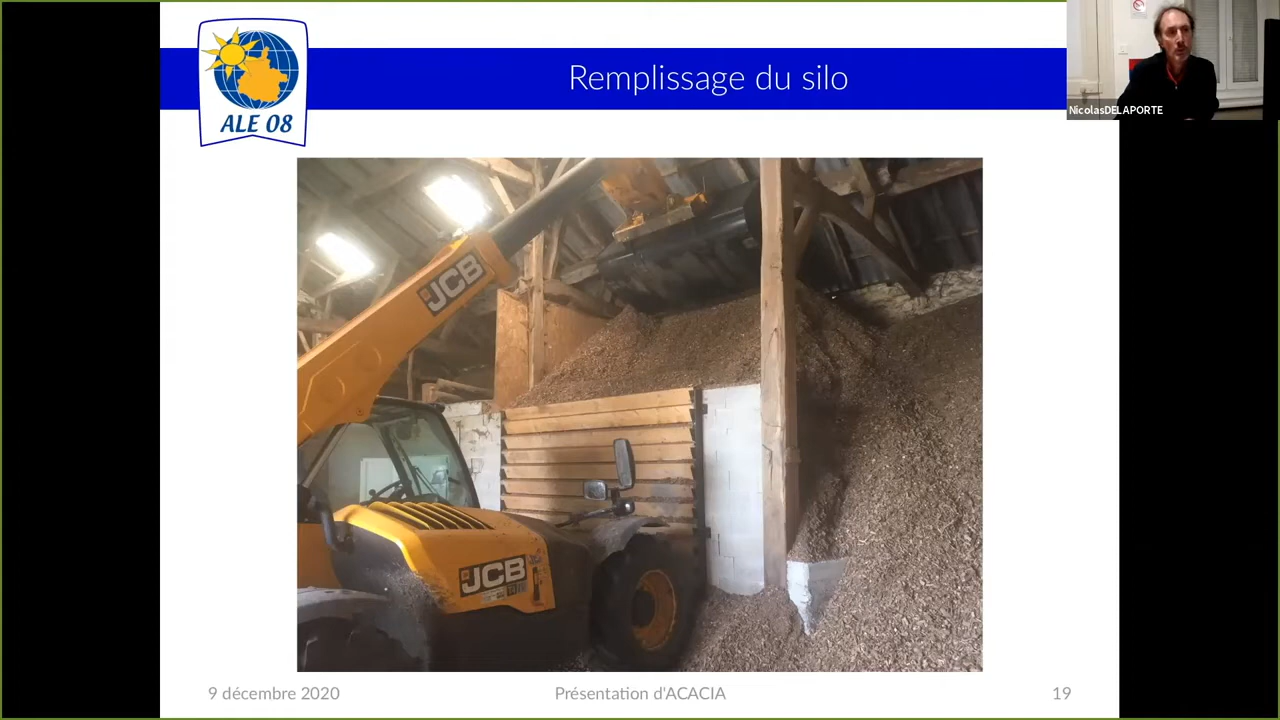 Remplissage du silo
ALE 08
NicolasDELAPORTE
JCB
JCB
9 décembre 2020
Présentation d'ACACIA
19